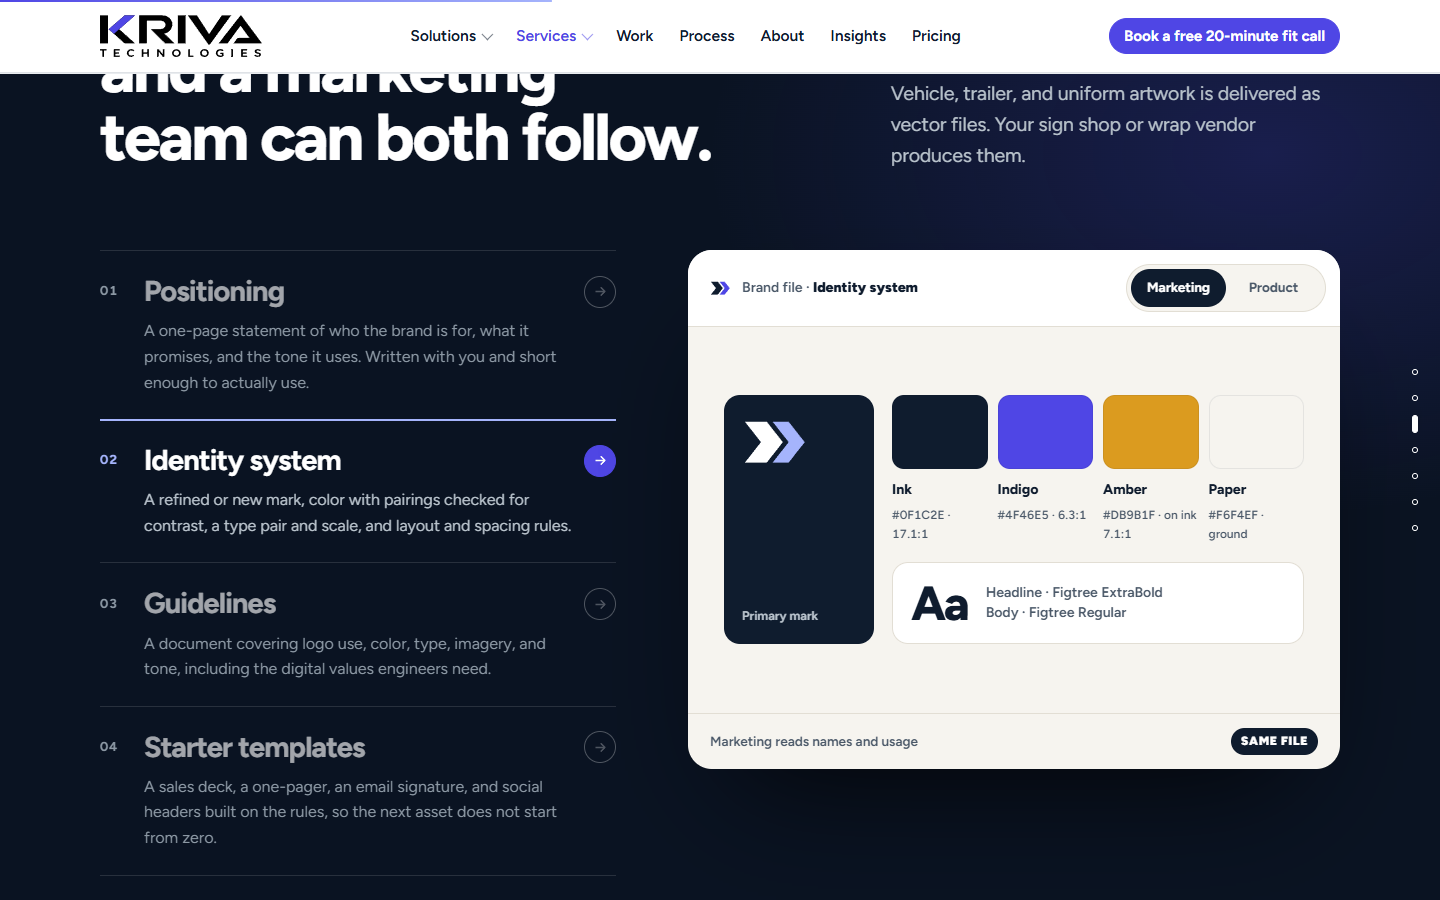 KRIVA
TECHNOLOGIES
Solutions
Services
Work
Process
About
Insights
Pricing
Book a free 20-minute fit call
and a marketing
team can both follow.
Vehicle, trailer, and uniform artwork is delivered as
vector files. Your sign shop or wrap vendor
produces them.
01
Positioning
A one-page statement of who the brand is for, what it
promises, and the tone it uses. Written with you and short
enough to actually use.
02
Identity system
A refined or new mark, color with pairings checked for
contrast, a type pair and scale, and layout and spacing rules.
03
Guidelines
A document covering logo use, color, type, imagery, and
tone, including the digital values engineers need.
04
Starter templates
A sales deck, a one-pager, an email signature, and social
headers built on the rules, so the next asset does not start
from zero.
Brand file · Identity system
Marketing
Product
Primary mark
Ink
#0F1C2E ·
17.1:1
Indigo
#4F46E5 · 6.3:1
Amber
#DB9B1F · on ink
7.1:1
Paper
#F6F4EF ·
ground
Aa
Headline · Figtree ExtraBold
Body · Figtree Regular
Marketing reads names and usage
SAME FILE